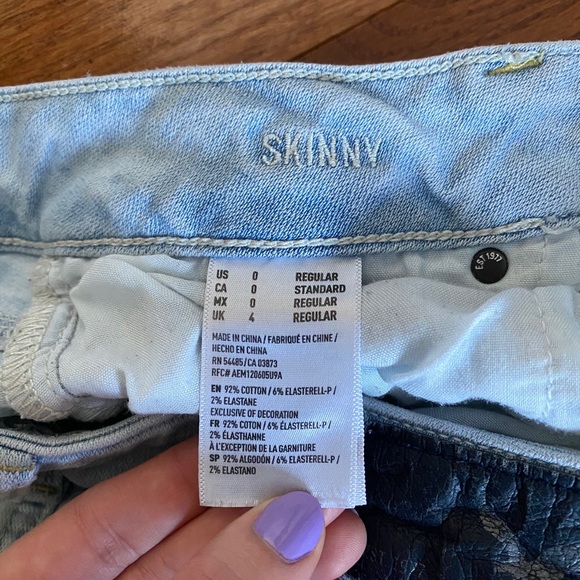 SKINNY
EST 1977
US 0 REGULAR
CA 0 STANDARD
MX 0 REGULAR
UK 4 REGULAR
MADE IN CHINA / FABRIQUÉ EN CHINE /
HECHO EN CHINA
RN 54485/CA 03873
RFC# AEM120605U9A
EN 92% COTTON / 6% ELASTERELL-P /
2% ELASTANE
EXCLUSIVE OF DECORATION
FR 92% COTON / 6% ÉLASTERELL-P /
2% ÉLASTHANNE
À L'EXCEPTION DE LA GARNITURE
SP 92% ALGODÓN / 6% ELASTERELL-P /
2% ELASTANO